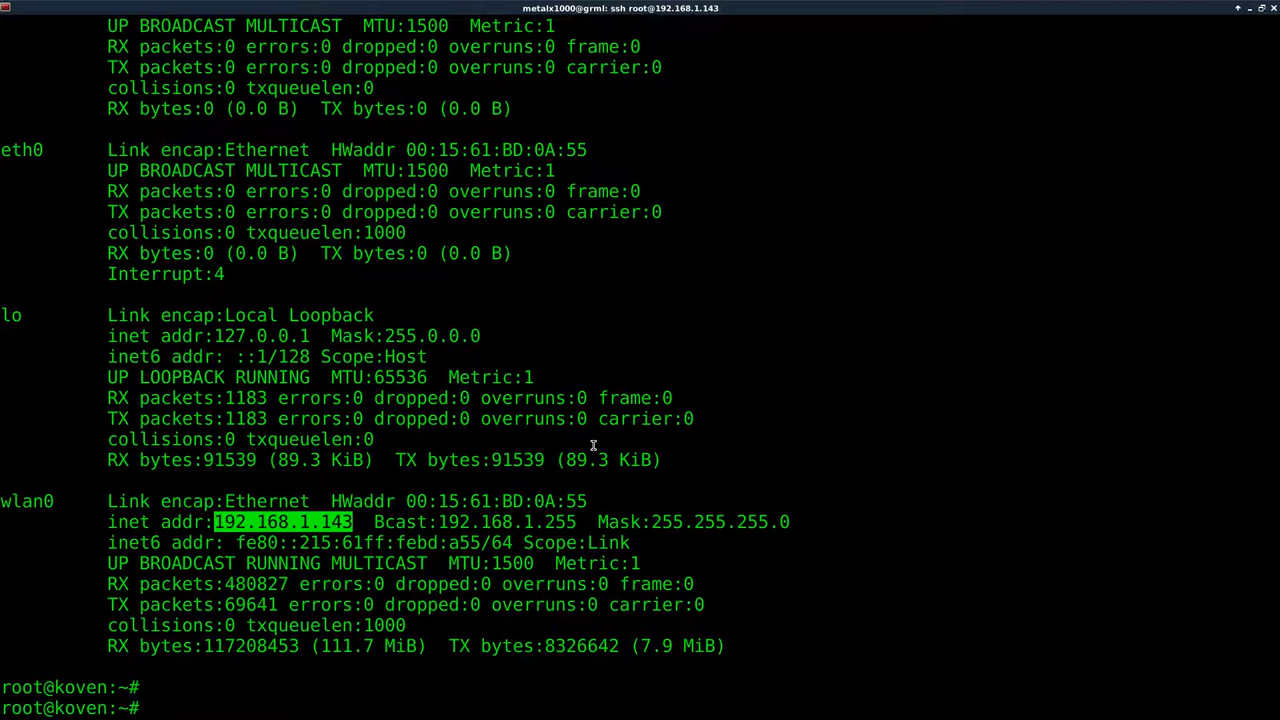 metalx1000@grml: ssh root@192.168.1.143
UP BROADCAST MULTICAST  MTU:1500  Metric:1
RX packets:0 errors:0 dropped:0 overruns:0 frame:0
TX packets:0 errors:0 dropped:0 overruns:0 carrier:0
collisions:0 txqueuelen:0
RX bytes:0 (0.0 B)  TX bytes:0 (0.0 B)
eth0      Link encap:Ethernet  HWaddr 00:15:61:BD:0A:55
UP BROADCAST MULTICAST  MTU:1500  Metric:1
RX packets:0 errors:0 dropped:0 overruns:0 frame:0
TX packets:0 errors:0 dropped:0 overruns:0 carrier:0
collisions:0 txqueuelen:1000
RX bytes:0 (0.0 B)  TX bytes:0 (0.0 B)
Interrupt:4
lo        Link encap:Local Loopback
inet addr:127.0.0.1  Mask:255.0.0.0
inet6 addr: ::1/128 Scope:Host
UP LOOPBACK RUNNING  MTU:65536  Metric:1
RX packets:1183 errors:0 dropped:0 overruns:0 frame:0
TX packets:1183 errors:0 dropped:0 overruns:0 carrier:0
collisions:0 txqueuelen:0
RX bytes:91539 (89.3 KiB)  TX bytes:91539 (89.3 KiB)
wlan0     Link encap:Ethernet  HWaddr 00:15:61:BD:0A:55
inet addr:192.168.1.143  Bcast:192.168.1.255  Mask:255.255.255.0
inet6 addr: fe80::215:61ff:febd:a55/64 Scope:Link
UP BROADCAST RUNNING MULTICAST  MTU:1500  Metric:1
RX packets:480827 errors:0 dropped:0 overruns:0 frame:0
TX packets:69641 errors:0 dropped:0 overruns:0 carrier:0
collisions:0 txqueuelen:1000
RX bytes:117208453 (111.7 MiB)  TX bytes:8326642 (7.9 MiB)
root@koven:~#
root@koven:~#